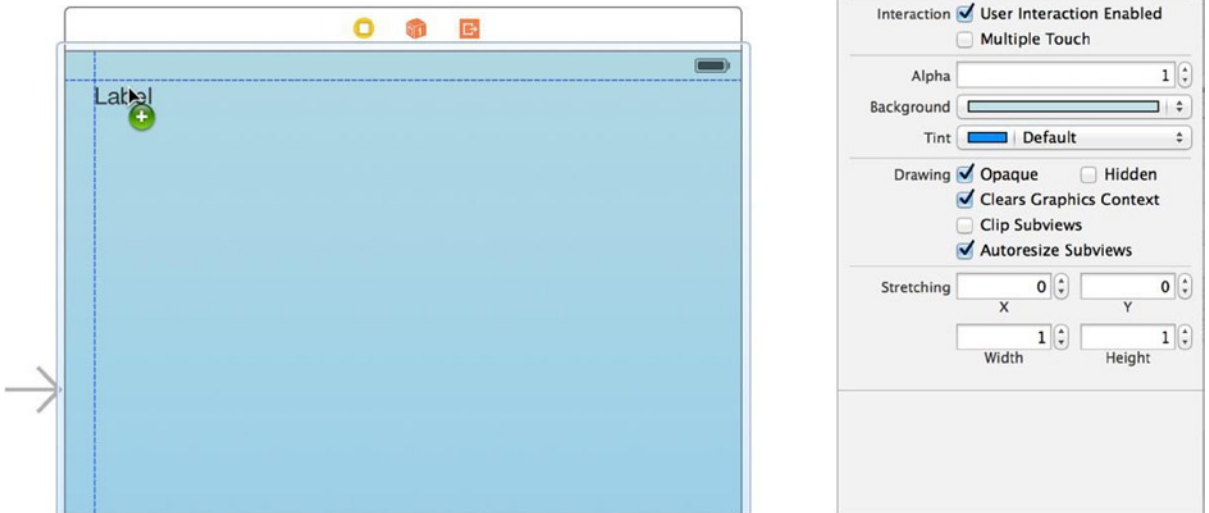 Label
Interaction User Interaction Enabled
Multiple Touch
Alpha 1
Background
Tint Default
Drawing Opaque Hidden
Clears Graphics Context
Clip Subviews
Autoresize Subviews
Stretching 0 0
X Y
1 1
Width Height